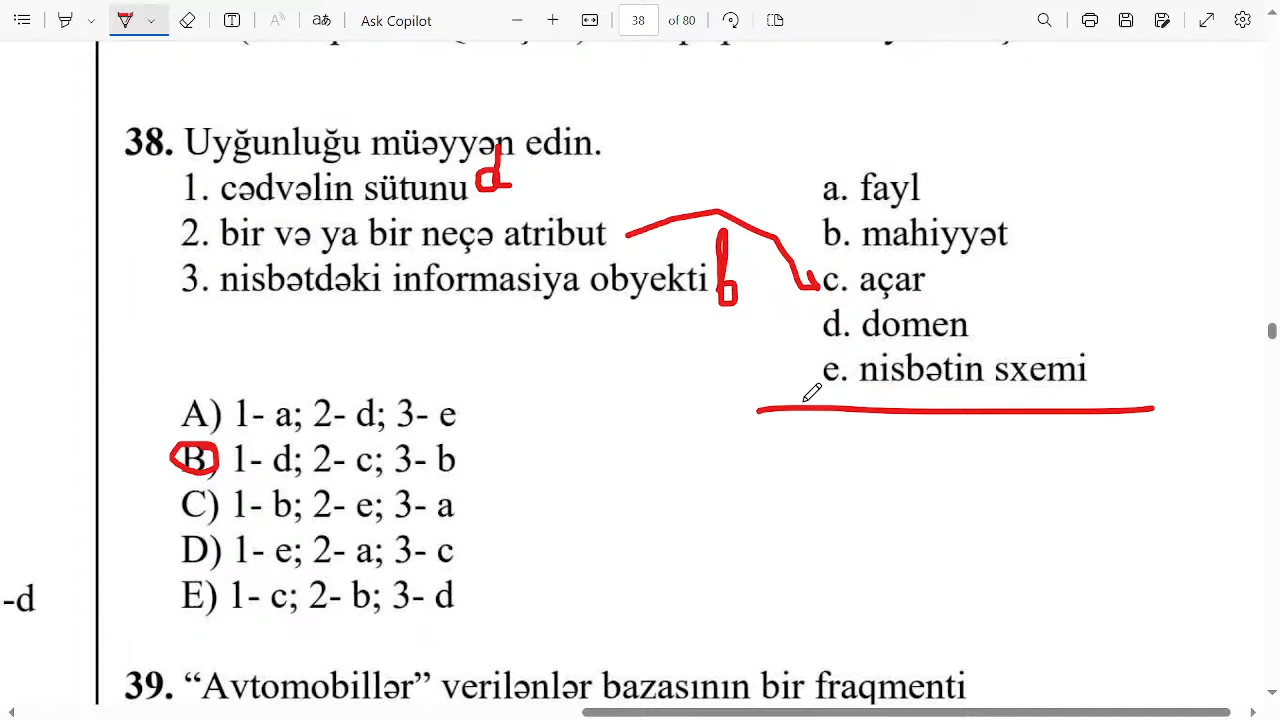 Ask Copilot
38 of 80
38. Uyğunluğu müəyyən edin.
1. cədvəlin sütunu d
a. fayl
2. bir və ya bir neçə atribut
b. mahiyyət
3. nisbətdəki informasiya obyekti b
c. açar
d. domen
e. nisbətin sxemi
A) 1- a; 2- d; 3- e
B) 1- d; 2- c; 3- b
C) 1- b; 2- e; 3- a
D) 1- e; 2- a; 3- c
E) 1- c; 2- b; 3- d
-d
39. “Avtomobillər” verilənlər bazasının bir fraqmenti